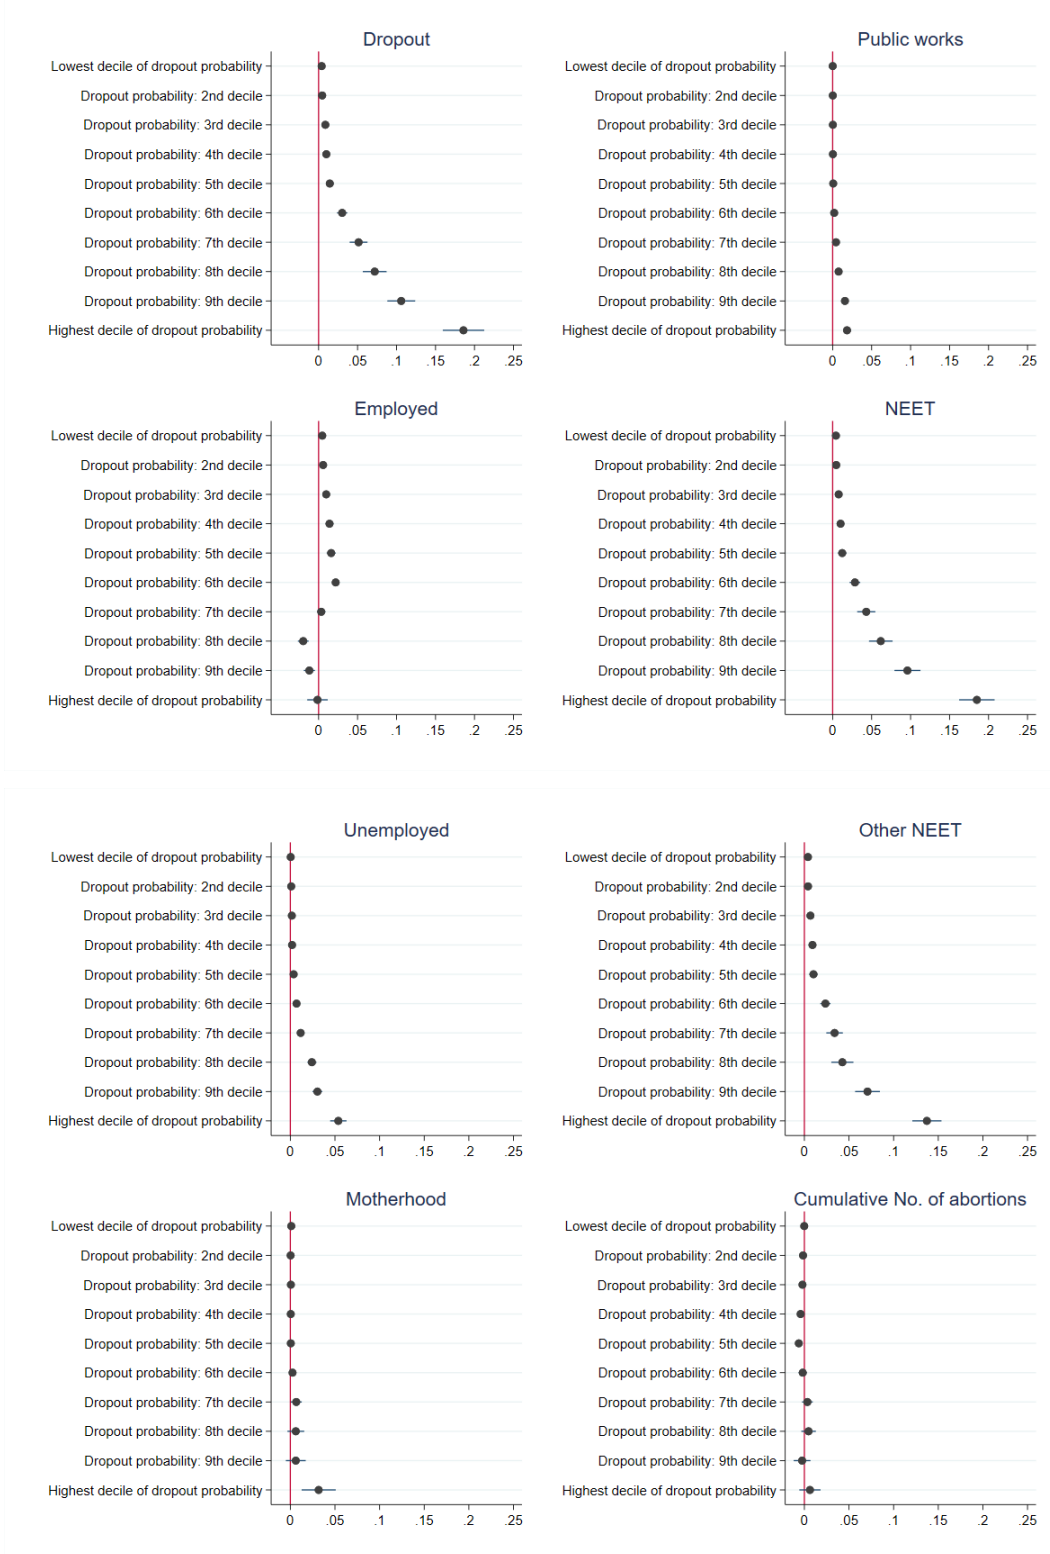 Dropout
Lowest decile of dropout probability
Dropout probability: 2nd decile
Dropout probability: 3rd decile
Dropout probability: 4th decile
Dropout probability: 5th decile
Dropout probability: 6th decile
Dropout probability: 7th decile
Dropout probability: 8th decile
Dropout probability: 9th decile
Highest decile of dropout probability
0 .05 .1 .15 .2 .25
Public works
Lowest decile of dropout probability
Dropout probability: 2nd decile
Dropout probability: 3rd decile
Dropout probability: 4th decile
Dropout probability: 5th decile
Dropout probability: 6th decile
Dropout probability: 7th decile
Dropout probability: 8th decile
Dropout probability: 9th decile
Highest decile of dropout probability
0 .05 .1 .15 .2 .25
Employed
Lowest decile of dropout probability
Dropout probability: 2nd decile
Dropout probability: 3rd decile
Dropout probability: 4th decile
Dropout probability: 5th decile
Dropout probability: 6th decile
Dropout probability: 7th decile
Dropout probability: 8th decile
Dropout probability: 9th decile
Highest decile of dropout probability
0 .05 .1 .15 .2 .25
NEET
Lowest decile of dropout probability
Dropout probability: 2nd decile
Dropout probability: 3rd decile
Dropout probability: 4th decile
Dropout probability: 5th decile
Dropout probability: 6th decile
Dropout probability: 7th decile
Dropout probability: 8th decile
Dropout probability: 9th decile
Highest decile of dropout probability
0 .05 .1 .15 .2 .25
Unemployed
Lowest decile of dropout probability
Dropout probability: 2nd decile
Dropout probability: 3rd decile
Dropout probability: 4th decile
Dropout probability: 5th decile
Dropout probability: 6th decile
Dropout probability: 7th decile
Dropout probability: 8th decile
Dropout probability: 9th decile
Highest decile of dropout probability
0 .05 .1 .15 .2 .25
Other NEET
Lowest decile of dropout probability
Dropout probability: 2nd decile
Dropout probability: 3rd decile
Dropout probability: 4th decile
Dropout probability: 5th decile
Dropout probability: 6th decile
Dropout probability: 7th decile
Dropout probability: 8th decile
Dropout probability: 9th decile
Highest decile of dropout probability
0 .05 .1 .15 .2 .25
Motherhood
Lowest decile of dropout probability
Dropout probability: 2nd decile
Dropout probability: 3rd decile
Dropout probability: 4th decile
Dropout probability: 5th decile
Dropout probability: 6th decile
Dropout probability: 7th decile
Dropout probability: 8th decile
Dropout probability: 9th decile
Highest decile of dropout probability
0 .05 .1 .15 .2 .25
Cumulative No. of abortions
Lowest decile of dropout probability
Dropout probability: 2nd decile
Dropout probability: 3rd decile
Dropout probability: 4th decile
Dropout probability: 5th decile
Dropout probability: 6th decile
Dropout probability: 7th decile
Dropout probability: 8th decile
Dropout probability: 9th decile
Highest decile of dropout probability
0 .05 .1 .15 .2 .25